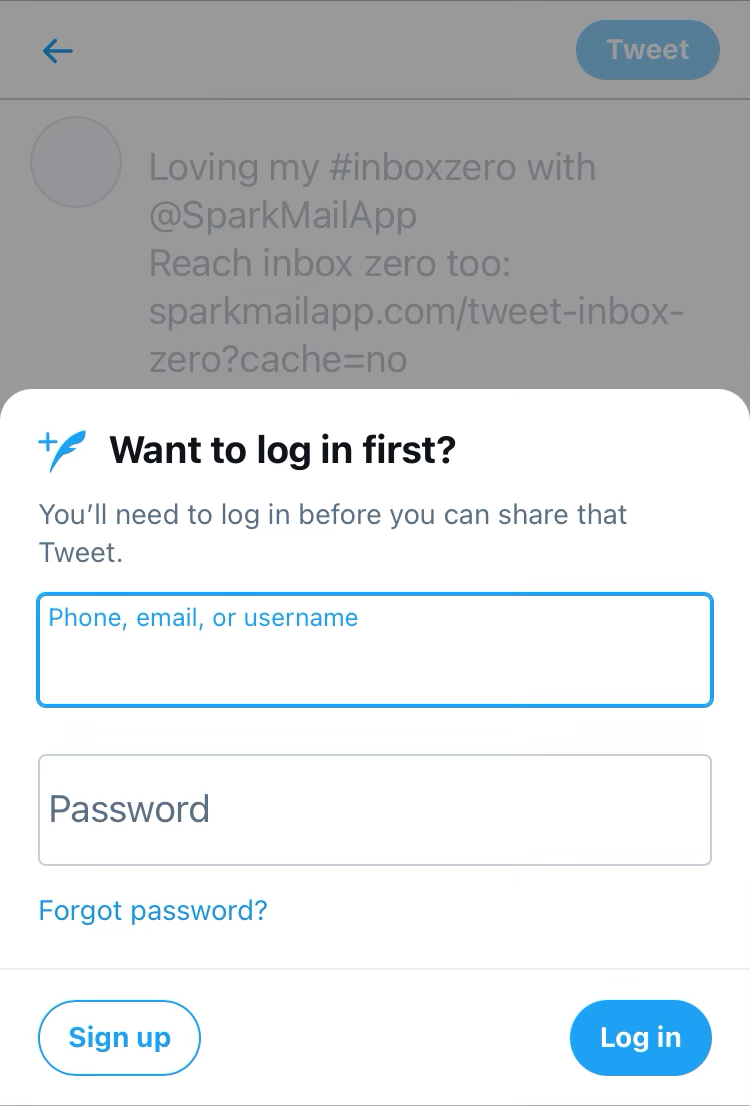 Tweet
Loving my #inboxzero with
@SparkMailApp
Reach inbox zero too:
sparkmailapp.com/tweet-inbox-
zero?cache=no
Want to log in first?
You’ll need to log in before you can share that
Tweet.
Phone, email, or username
Password
Forgot password?
Sign up
Log in